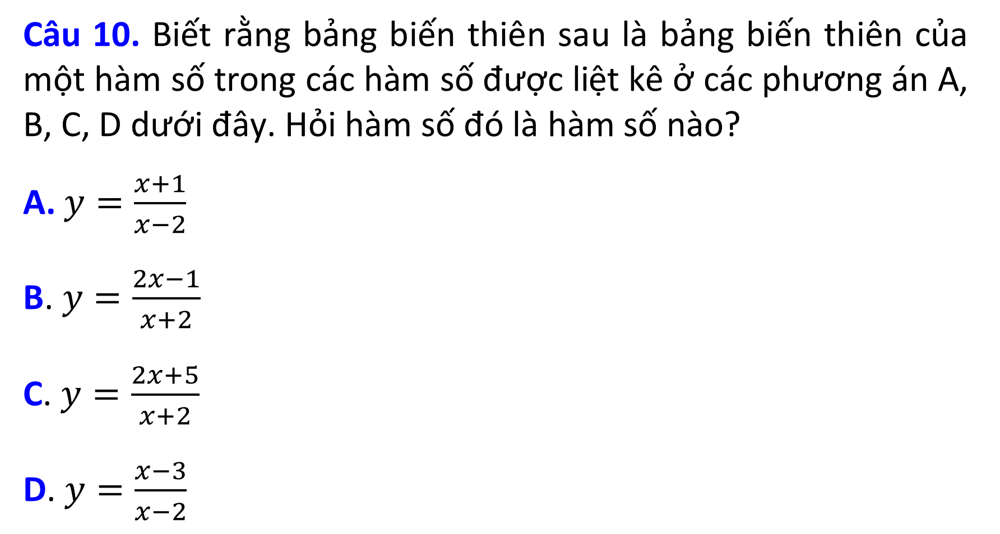 Câu 10. Biết rằng bảng biến thiên sau là bảng biến thiên của
một hàm số trong các hàm số được liệt kê ở các phương án A,
B, C, D dưới đây. Hỏi hàm số đó là hàm số nào?
A. y = \frac{x+1}{x-2}
B. y = \frac{2x-1}{x+2}
C. y = \frac{2x+5}{x+2}
D. y = \frac{x-3}{x-2}